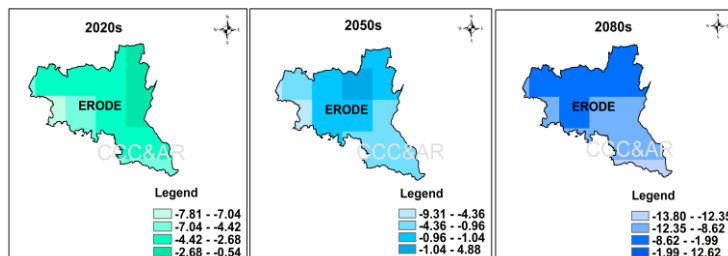 2020s
N
W E
S
ERODE
CCC&AR
Legend
-7.81 - -7.04
-7.04 - -4.42
-4.42 - -2.68
-2.68 - -0.54
2050s
N
W E
S
ERODE
CCC&AR
Legend
-9.31 - -4.36
-4.36 - -0.96
-0.96 - -1.04
-1.04 - 4.88
2080s
N
W E
S
ERODE
CCC&AR
Legend
-13.80 - -12.35
-12.35 - -8.62
-8.62 - -1.99
-1.99 - 12.62